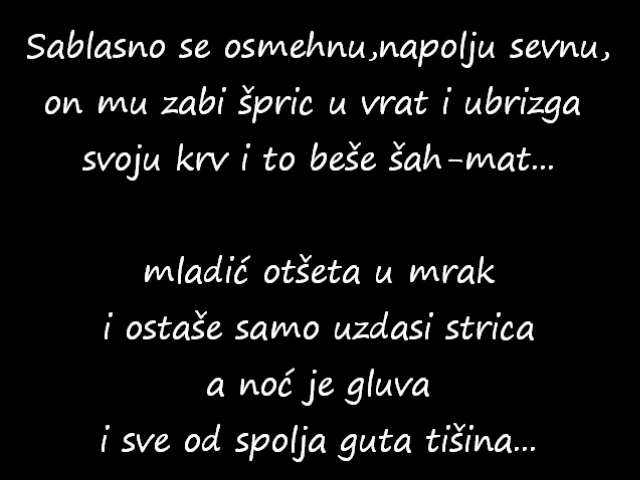 Sablasno se osmehnu,napolju sevnu,
on mu zabi špric u vrat i ubrizga
svoju krv i to beše šah-mat...
mladić otšeta u mrak
i ostaše samo uzdasi strica
a noć je gluva
i sve od spolja guta tišina...